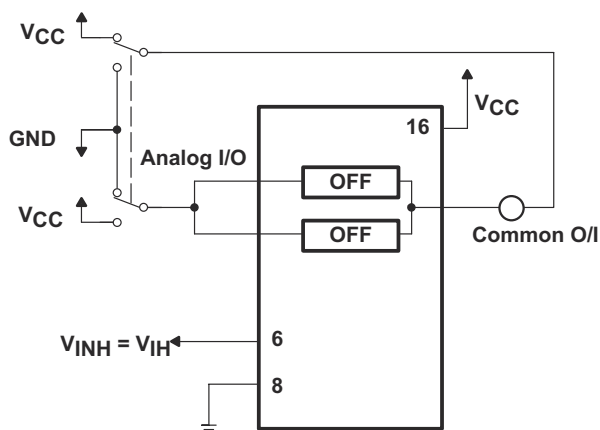 VCC
VCC
16
GND
Analog I/O
OFF
VCC
OFF
Common O/I
VINH = VIH
6
8